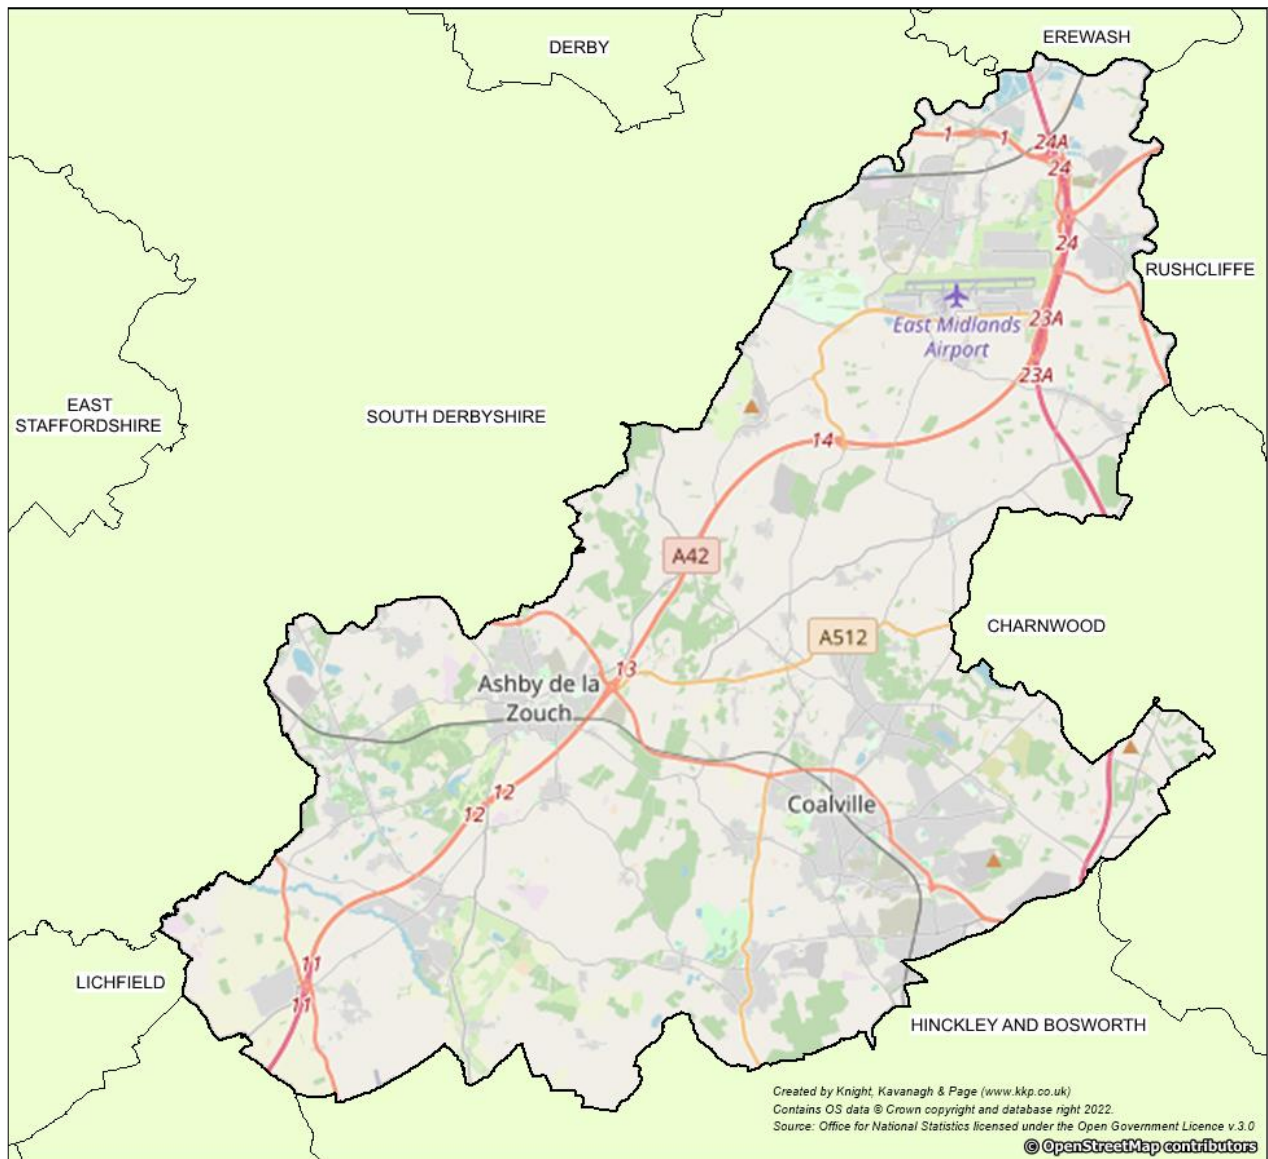 DERBY
EREWASH
1
1
24A
24
24
RUSHCLIFFE
23A
East Midlands
Airport
23A
EAST
STAFFORDSHIRE
SOUTH DERBYSHIRE
14
A42
A512
CHARNWOOD
13
Ashby de la
Zouch
12
12
Coalville
11
LICHFIELD
11
HINCKLEY AND BOSWORTH
Created by Knight, Kavanagh & Page (www.kkp.co.uk)
Contains OS data © Crown copyright and database right 2022.
Source: Office for National Statistics licensed under the Open Government Licence v.3.0
© OpenStreetMap contributors